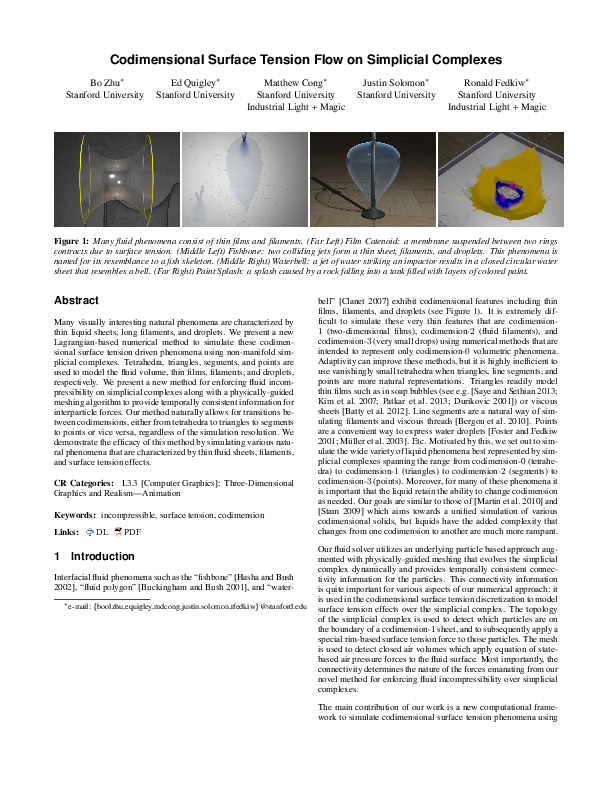 Codimensional Surface Tension Flow on Simplicial Complexes
Bo Zhu* Ed Quigley* Matthew Cong* Justin Solomon* Ronald Fedkiw*
Stanford University Stanford University Stanford University Stanford University Stanford University
Industrial Light + Magic Industrial Light + Magic
Figure 1: Many fluid phenomena consist of thin films and filaments. (Far Left) Film Catenoid: a membrane suspended between two rings
contracts due to surface tension. (Middle Left) Fishbone: two colliding jets form a thin sheet, filaments, and droplets. This phenomena is
named for its resemblance to a fish skeleton. (Middle Right) Waterbell: a jet of water striking an impactor results in a closed circular water
sheet that resembles a bell. (Far Right) Paint Splash: a splash caused by a rock falling into a tank filled with layers of colored paint.
Abstract
Many visually interesting natural phenomena are characterized by
thin liquid sheets, long filaments, and droplets. We present a new
Lagrangian-based numerical method to simulate these codimen-
sional surface tension driven phenomena using non-manifold sim-
plicial complexes. Tetrahedra, triangles, segments, and points are
used to model the fluid volume, thin films, filaments, and droplets,
respectively. We present a new method for enforcing fluid incom-
pressibility on simplicial complexes along with a physically-guided
meshing algorithm to provide temporally consistent information for
interparticle forces. Our method naturally allows for transitions be-
tween codimensions, either from tetrahedra to triangles to segments
to points or vice versa, regardless of the simulation resolution. We
demonstrate the efficacy of this method by simulating various natu-
ral phenomena that are characterized by thin fluid sheets, filaments,
and surface tension effects.
CR Categories: I.3.3 [Computer Graphics]: Three-Dimensional
Graphics and Realism—Animation
Keywords: incompressible, surface tension, codimension
Links: DL PDF
1 Introduction
Interfacial fluid phenomena such as the “fishbone” [Hasha and Bush
2002], “fluid polygon” [Buckingham and Bush 2001], and “water-
*e-mail: {boolzhu,equigley,mdcong,justin.solomon,rfedkiw}@stanford.edu
bell” [Clanet 2007] exhibit codimensional features including thin
films, filaments, and droplets (see Figure 1). It is extremely dif-
ficult to simulate these very thin features that are codimension-
1 (two-dimensional films), codimension-2 (fluid filaments), and
codimension-3 (very small drops) using numerical methods that are
intended to represent only codimension-0 volumetric phenomena.
Adaptivity can improve these methods, but it is highly inefficient to
use vanishingly small tetrahedra when triangles, line segments, and
points are more natural representations. Triangles readily model
thin films such as in soap bubbles (see e.g. [Saye and Sethian 2013;
Kim et al. 2007; Patkar et al. 2013; Durikovic 2001]) or viscous
sheets [Batty et al. 2012]. Line segments are a natural way of sim-
ulating filaments and viscous threads [Bergou et al. 2010]. Points
are a convenient way to express water droplets [Foster and Fedkiw
2001; Müller et al. 2003]. Etc. Motivated by this, we set out to sim-
ulate the wide variety of liquid phenomena best represented by sim-
plicial complexes spanning the range from codimension-0 (tetrahe-
dra) to codimension-1 (triangles) to codimension-2 (segments) to
codimension-3 (points). Moreover, for many of these phenomena it
is important that the liquid retain the ability to change codimension
as needed. Our goals are similar to those of [Martin et al. 2010] and
[Stam 2009] which aims towards a unified simulation of various
codimensional solids, but liquids have the added complexity that
changes from one codimension to another are much more rampant.
Our fluid solver utilizes an underlying particle based approach aug-
mented with physically-guided meshing that evolves the simplicial
complex dynamically and provides temporally consistent connec-
tivity information for the particles. This connectivity information
is quite important for various aspects of our numerical approach: it
is used in the codimensional surface tension discretization to model
surface tension effects over the simplicial complex. The topology
of the simplicial complex is used to detect which particles are on
the boundary of a codimension-1 sheet, and to subsequently apply a
special rim-based surface tension force to those particles. The mesh
is used to detect closed air volumes which apply equation of state-
based air pressure forces to the fluid surface. Most importantly, the
connectivity determines the nature of the forces emanating from our
novel method for enforcing fluid incompressibility over simplicial
complexes.
The main contribution of our work is a new computational frame-
work to simulate codimensional surface tension phenomena using